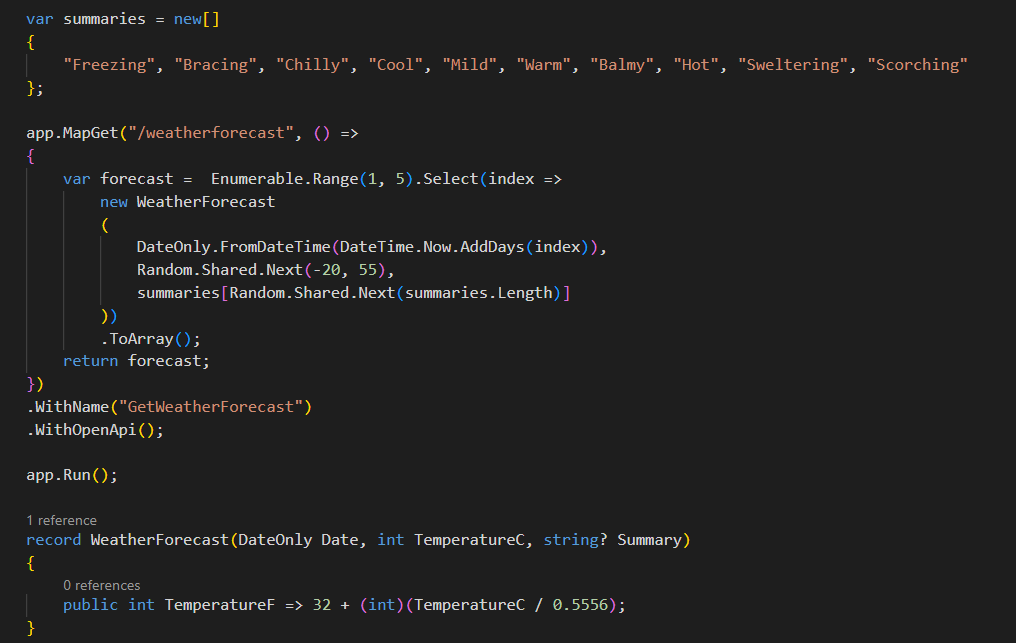 var summaries = new[]
{
    "Freezing", "Bracing", "Chilly", "Cool", "Mild", "Warm", "Balmy", "Hot", "Sweltering", "Scorching"
};

app.MapGet("/weatherforecast", () =>
{
    var forecast =  Enumerable.Range(1, 5).Select(index =>
        new WeatherForecast
        (
            DateOnly.FromDateTime(DateTime.Now.AddDays(index)),
            Random.Shared.Next(-20, 55),
            summaries[Random.Shared.Next(summaries.Length)]
        ))
        .ToArray();
    return forecast;
})
.WithName("GetWeatherForecast")
.WithOpenApi();

app.Run();

1 reference
record WeatherForecast(DateOnly Date, int TemperatureC, string? Summary)
{
    0 references
    public int TemperatureF => 32 + (int)(TemperatureC / 0.5556);
}